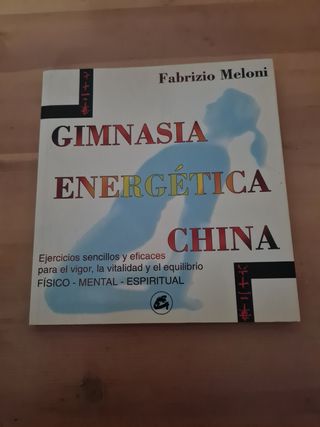 Fabrizio Meloni
GIMNASIA
ENERGÉTICA
CHINA
Ejercicios sencillos y eficaces
para el vigor, la vitalidad y el equilibrio
FÍSICO - MENTAL - ESPIRITUAL